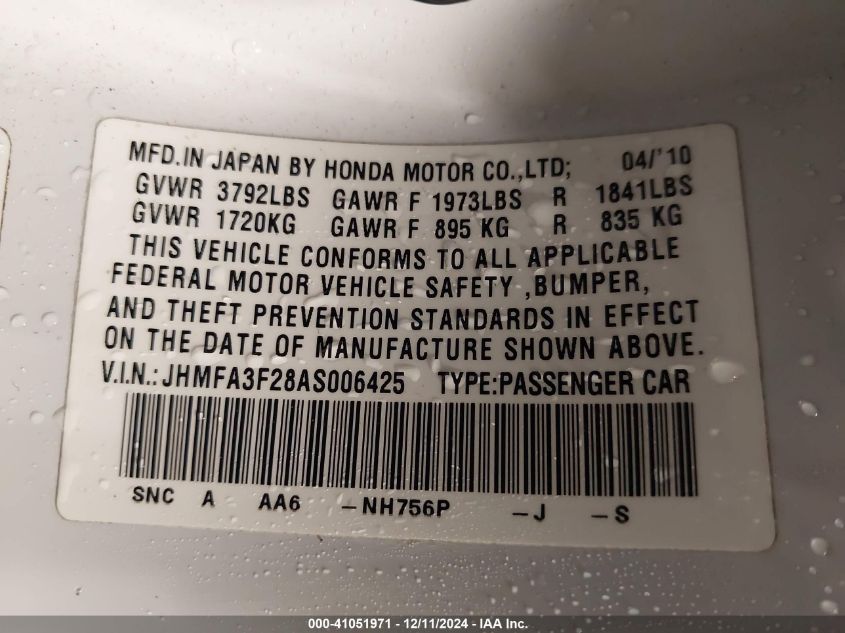 MFD.IN JAPAN BY HONDA MOTOR CO.,LTD; 04/'10
GVWR 3792LBS GAWR F 1973LBS R 1841LBS
GVWR 1720KG GAWR F 895 KG R 835 KG
THIS VEHICLE CONFORMS TO ALL APPLICABLE
FEDERAL MOTOR VEHICLE SAFETY ,BUMPER,
AND THEFT PREVENTION STANDARDS IN EFFECT
ON THE DATE OF MANUFACTURE SHOWN ABOVE.
V.I.N.: JHMFA3F28AS006425 TYPE:PASSENGER CAR
SNC A AA6 -NH756P -J -S
000-41051971 - 12/11/2024 - IAA Inc.